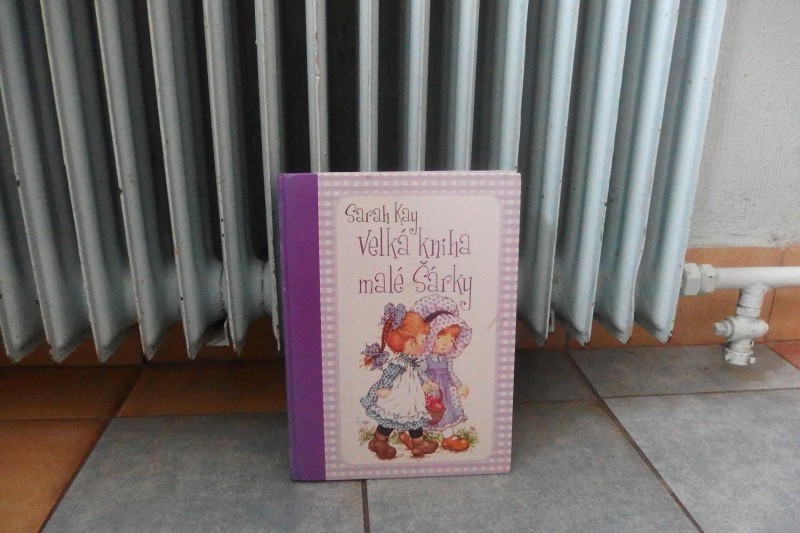 Sarah Kay
Velká kniha
malé Šárky